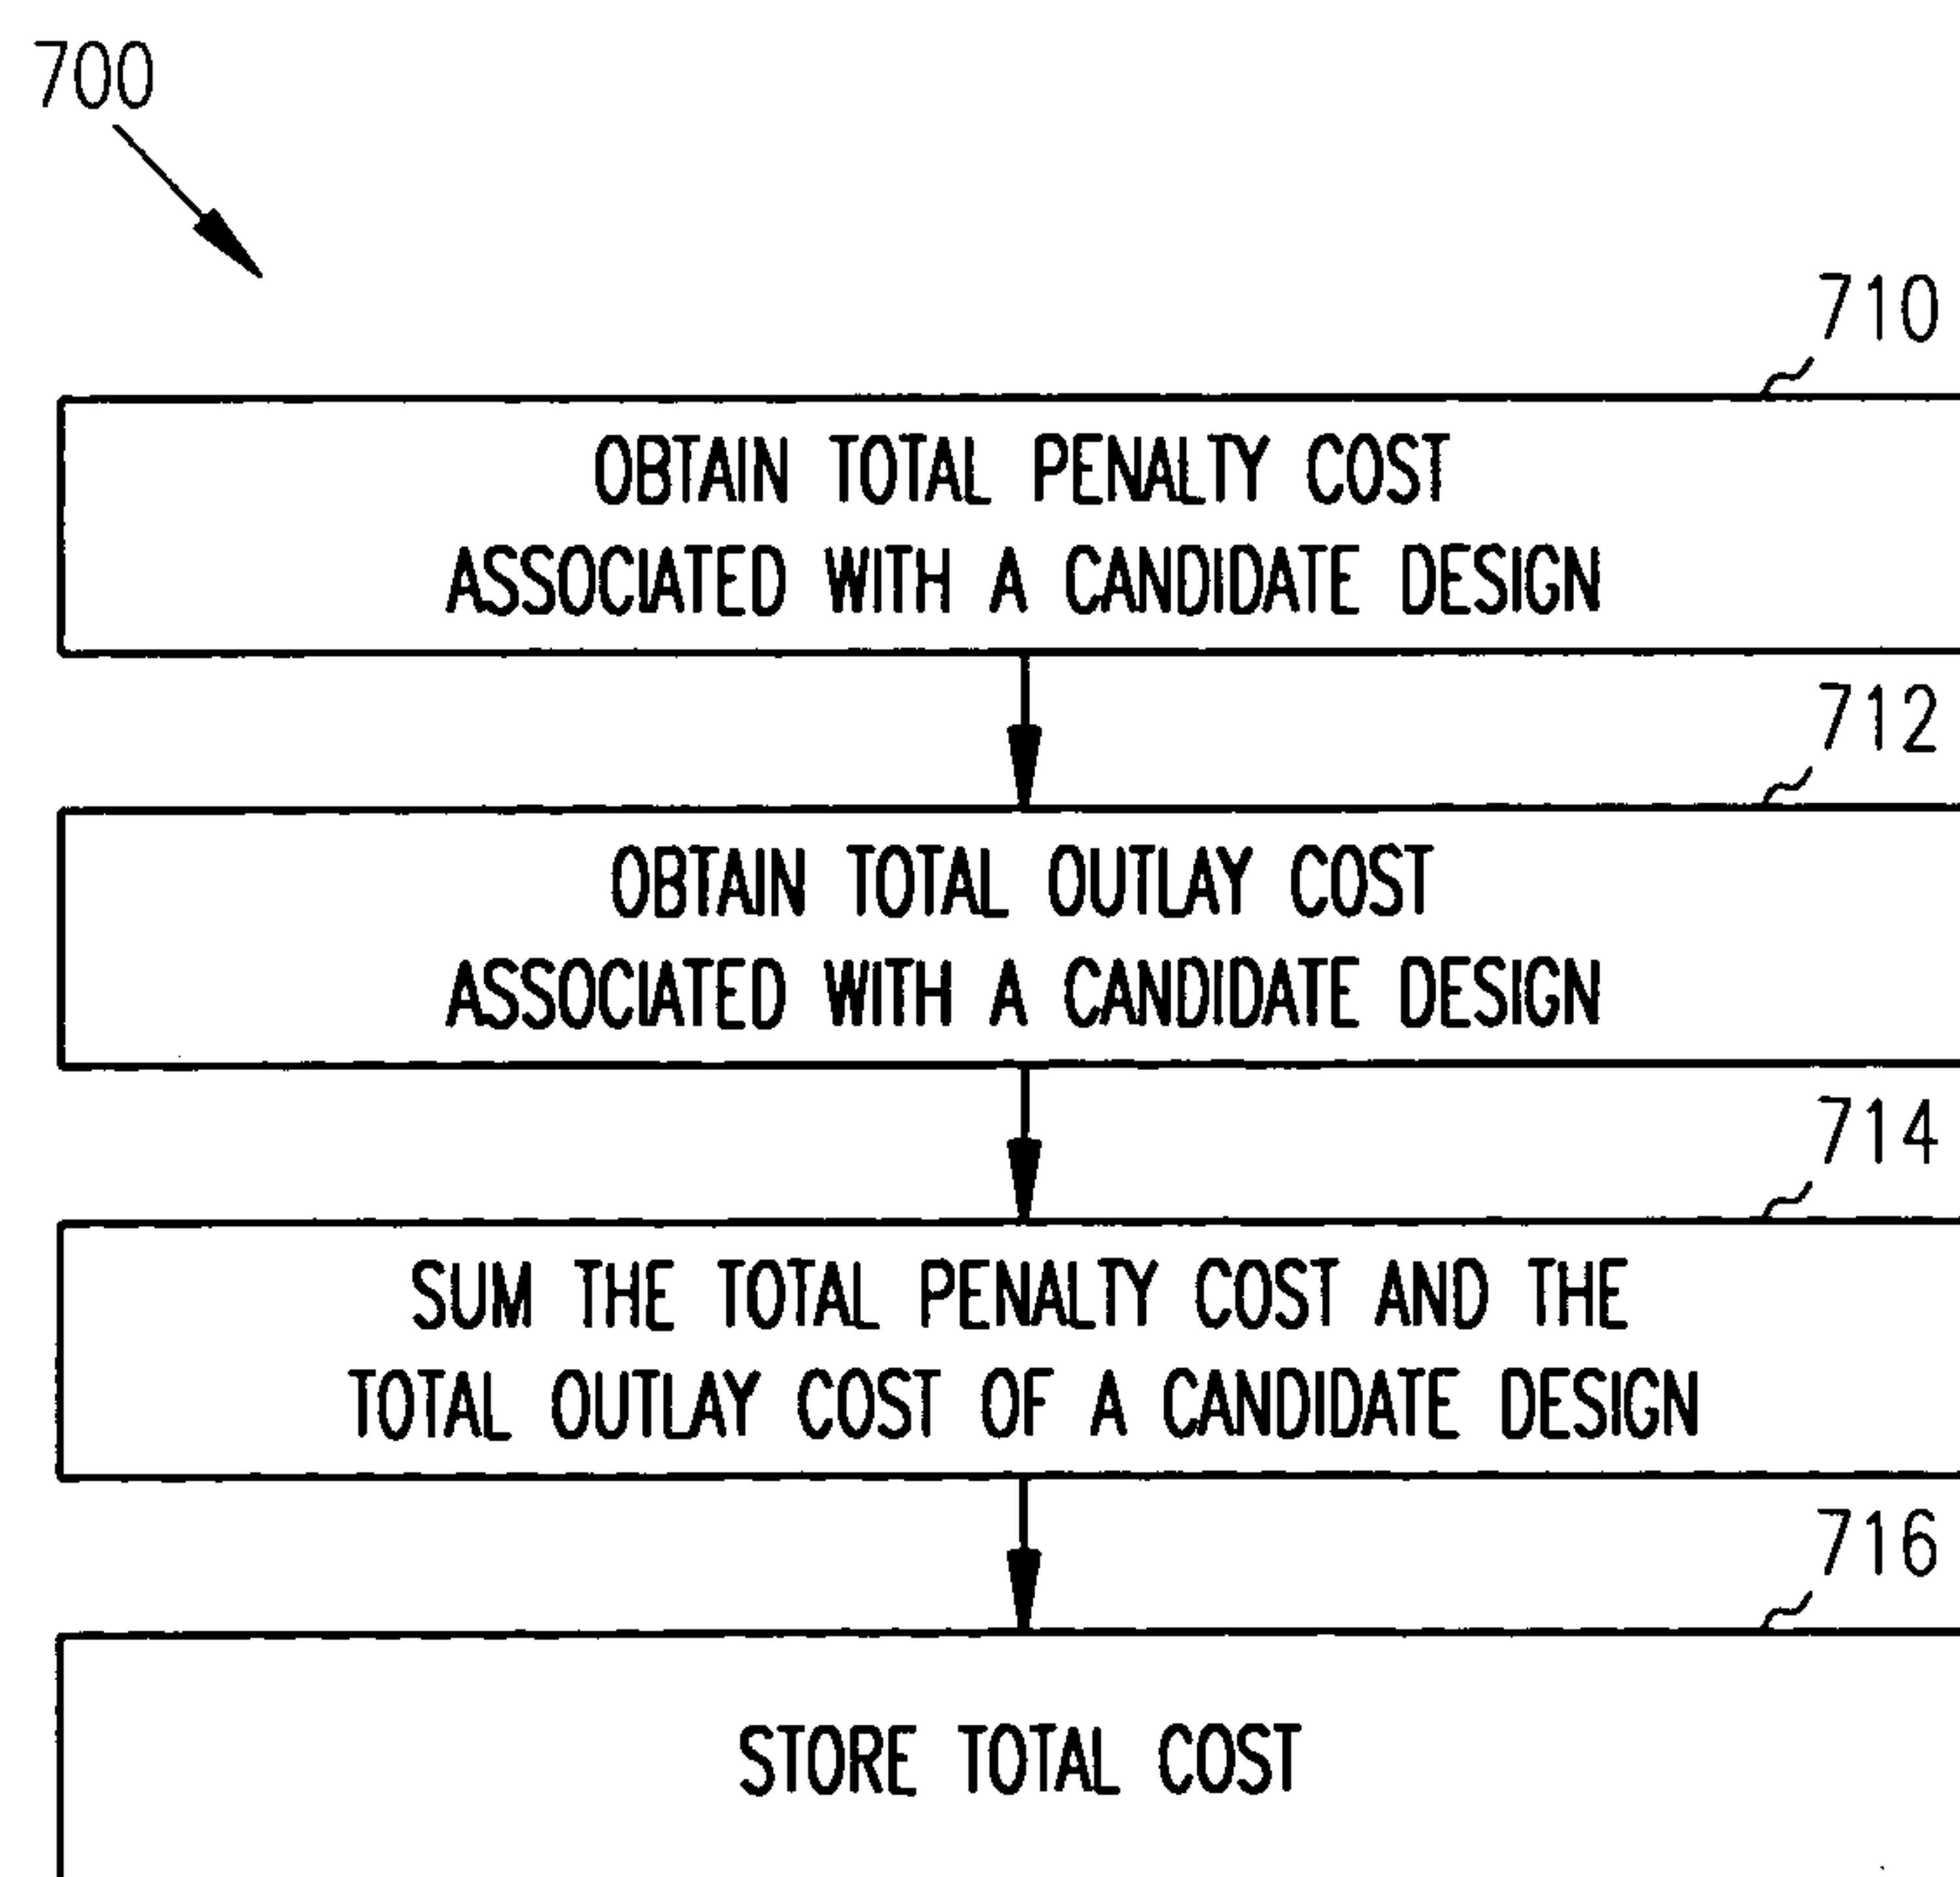 700
710
OBTAIN TOTAL PENALTY COST
ASSOCIATED WITH A CANDIDATE DESIGN
712
OBTAIN TOTAL OUTLAY COST
ASSOCIATED WITH A CANDIDATE DESIGN
714
SUM THE TOTAL PENALTY COST AND THE
TOTAL OUTLAY COST OF A CANDIDATE DESIGN
716
STORE TOTAL COST